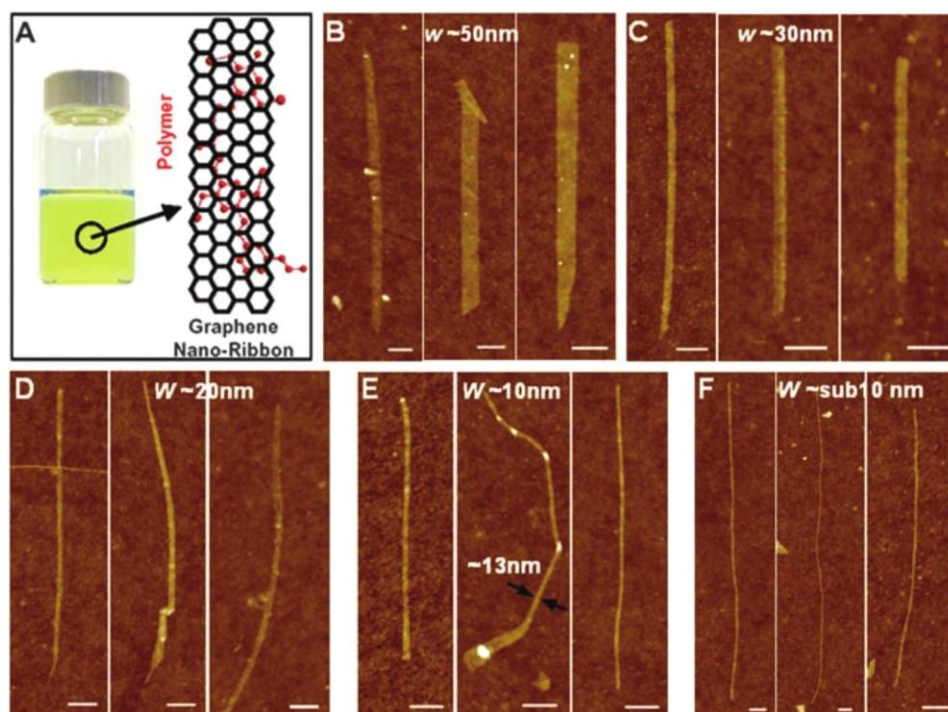 A
Polymer
Graphene
Nano-Ribbon
B
w ~50nm
C
w ~30nm
D
W ~20nm
E
W ~10nm
~13nm
F
W ~sub10 nm